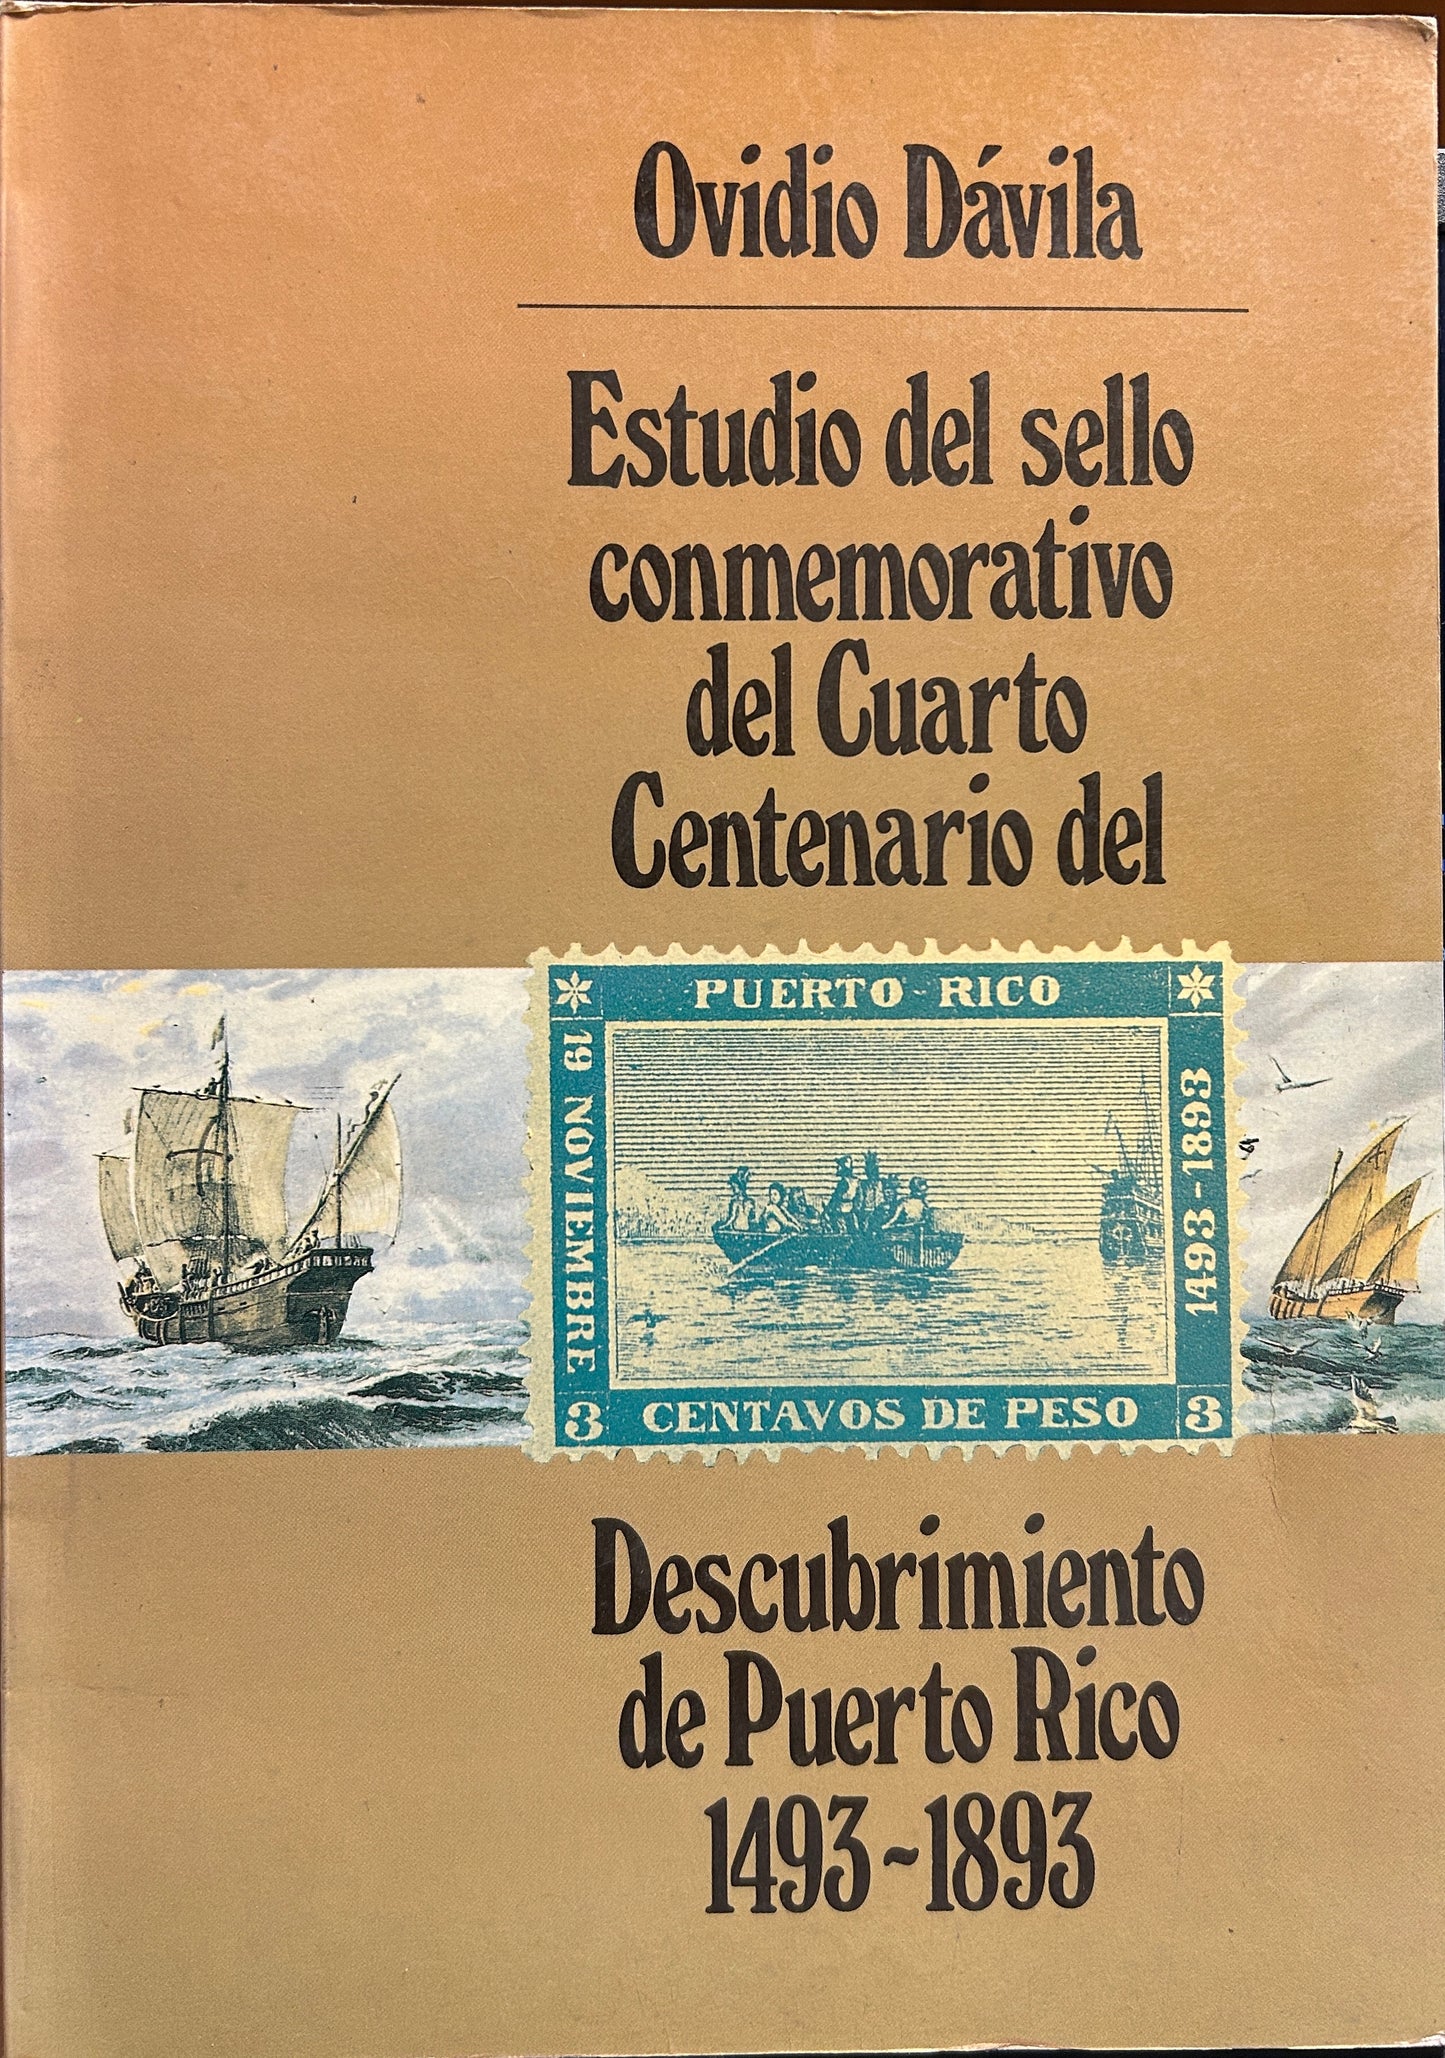 Ovidio Dávila
Estudio del sello
conmemorativo
del Cuarto
Centenario del
PUERTO-RICO
19 NOVIEMBRE
1493-1893
3 CENTAVOS DE PESO 3
Descubrimiento
de Puerto Rico
1493~1893